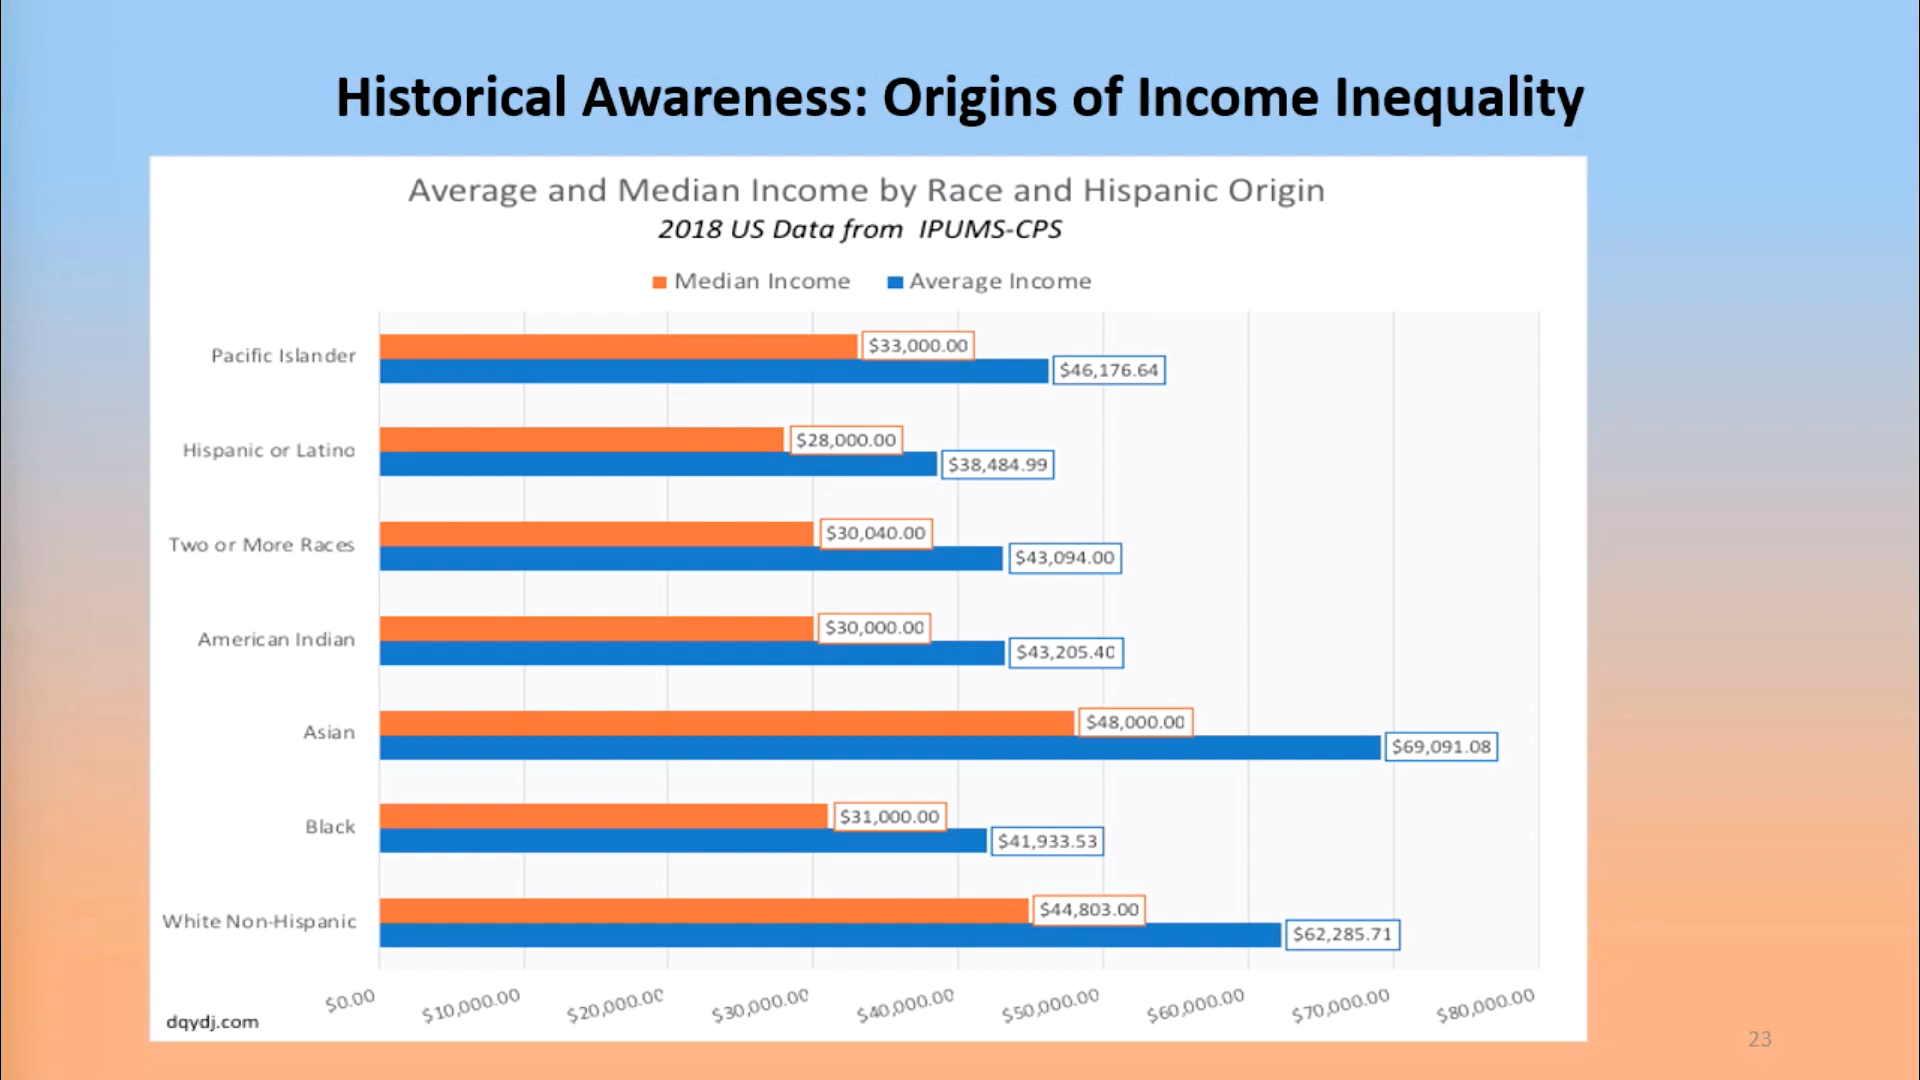 Historical Awareness: Origins of Income Inequality
Average and Median Income by Race and Hispanic Origin
2018 US Data from IPUMS-CPS
Median Income Average Income
Pacific Islander
$33,000.00
$46,176.64
Hispanic or Latino
$28,000.00
$38,484.99
Two or More Races
$30,040.00
$43,094.00
American Indian
$30,000.00
$43,205.40
Asian
$48,000.00
$69,091.08
Black
$31,000.00
$41,933.53
White Non-Hispanic
$44,803.00
$62,285.71
$0.00 $10,000.00 $20,000.00 $30,000.00 $40,000.00 $50,000.00 $60,000.00 $70,000.00 $80,000.00
dqydj.com
23